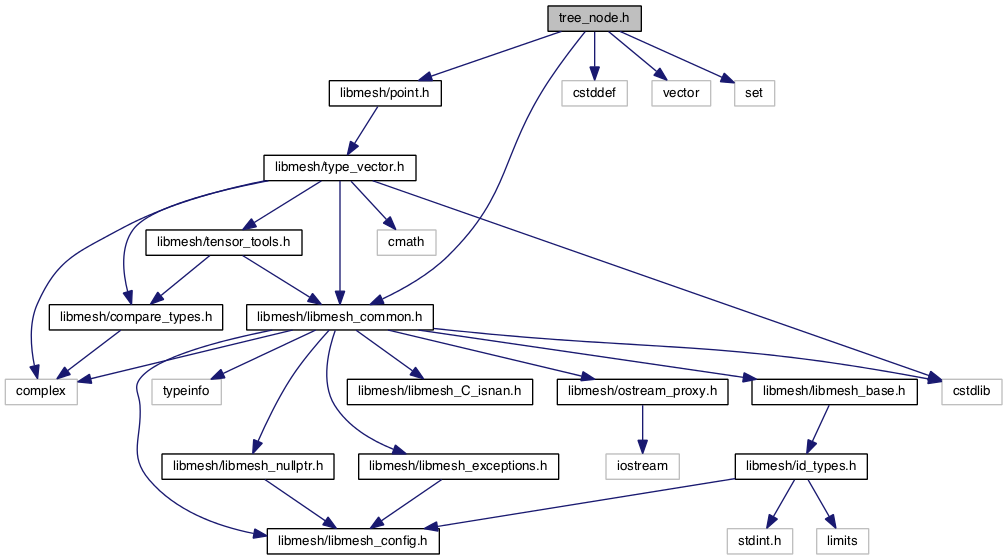 tree_node.h
libmesh/point.h
cstddef
vector
set
libmesh/type_vector.h
libmesh/tensor_tools.h
cmath
libmesh/compare_types.h
libmesh/libmesh_common.h
complex
typeinfo
libmesh/libmesh_C_isnan.h
libmesh/ostream_proxy.h
libmesh/libmesh_base.h
cstdlib
libmesh/libmesh_nullptr.h
libmesh/libmesh_exceptions.h
iostream
libmesh/id_types.h
libmesh/libmesh_config.h
stdint.h
limits